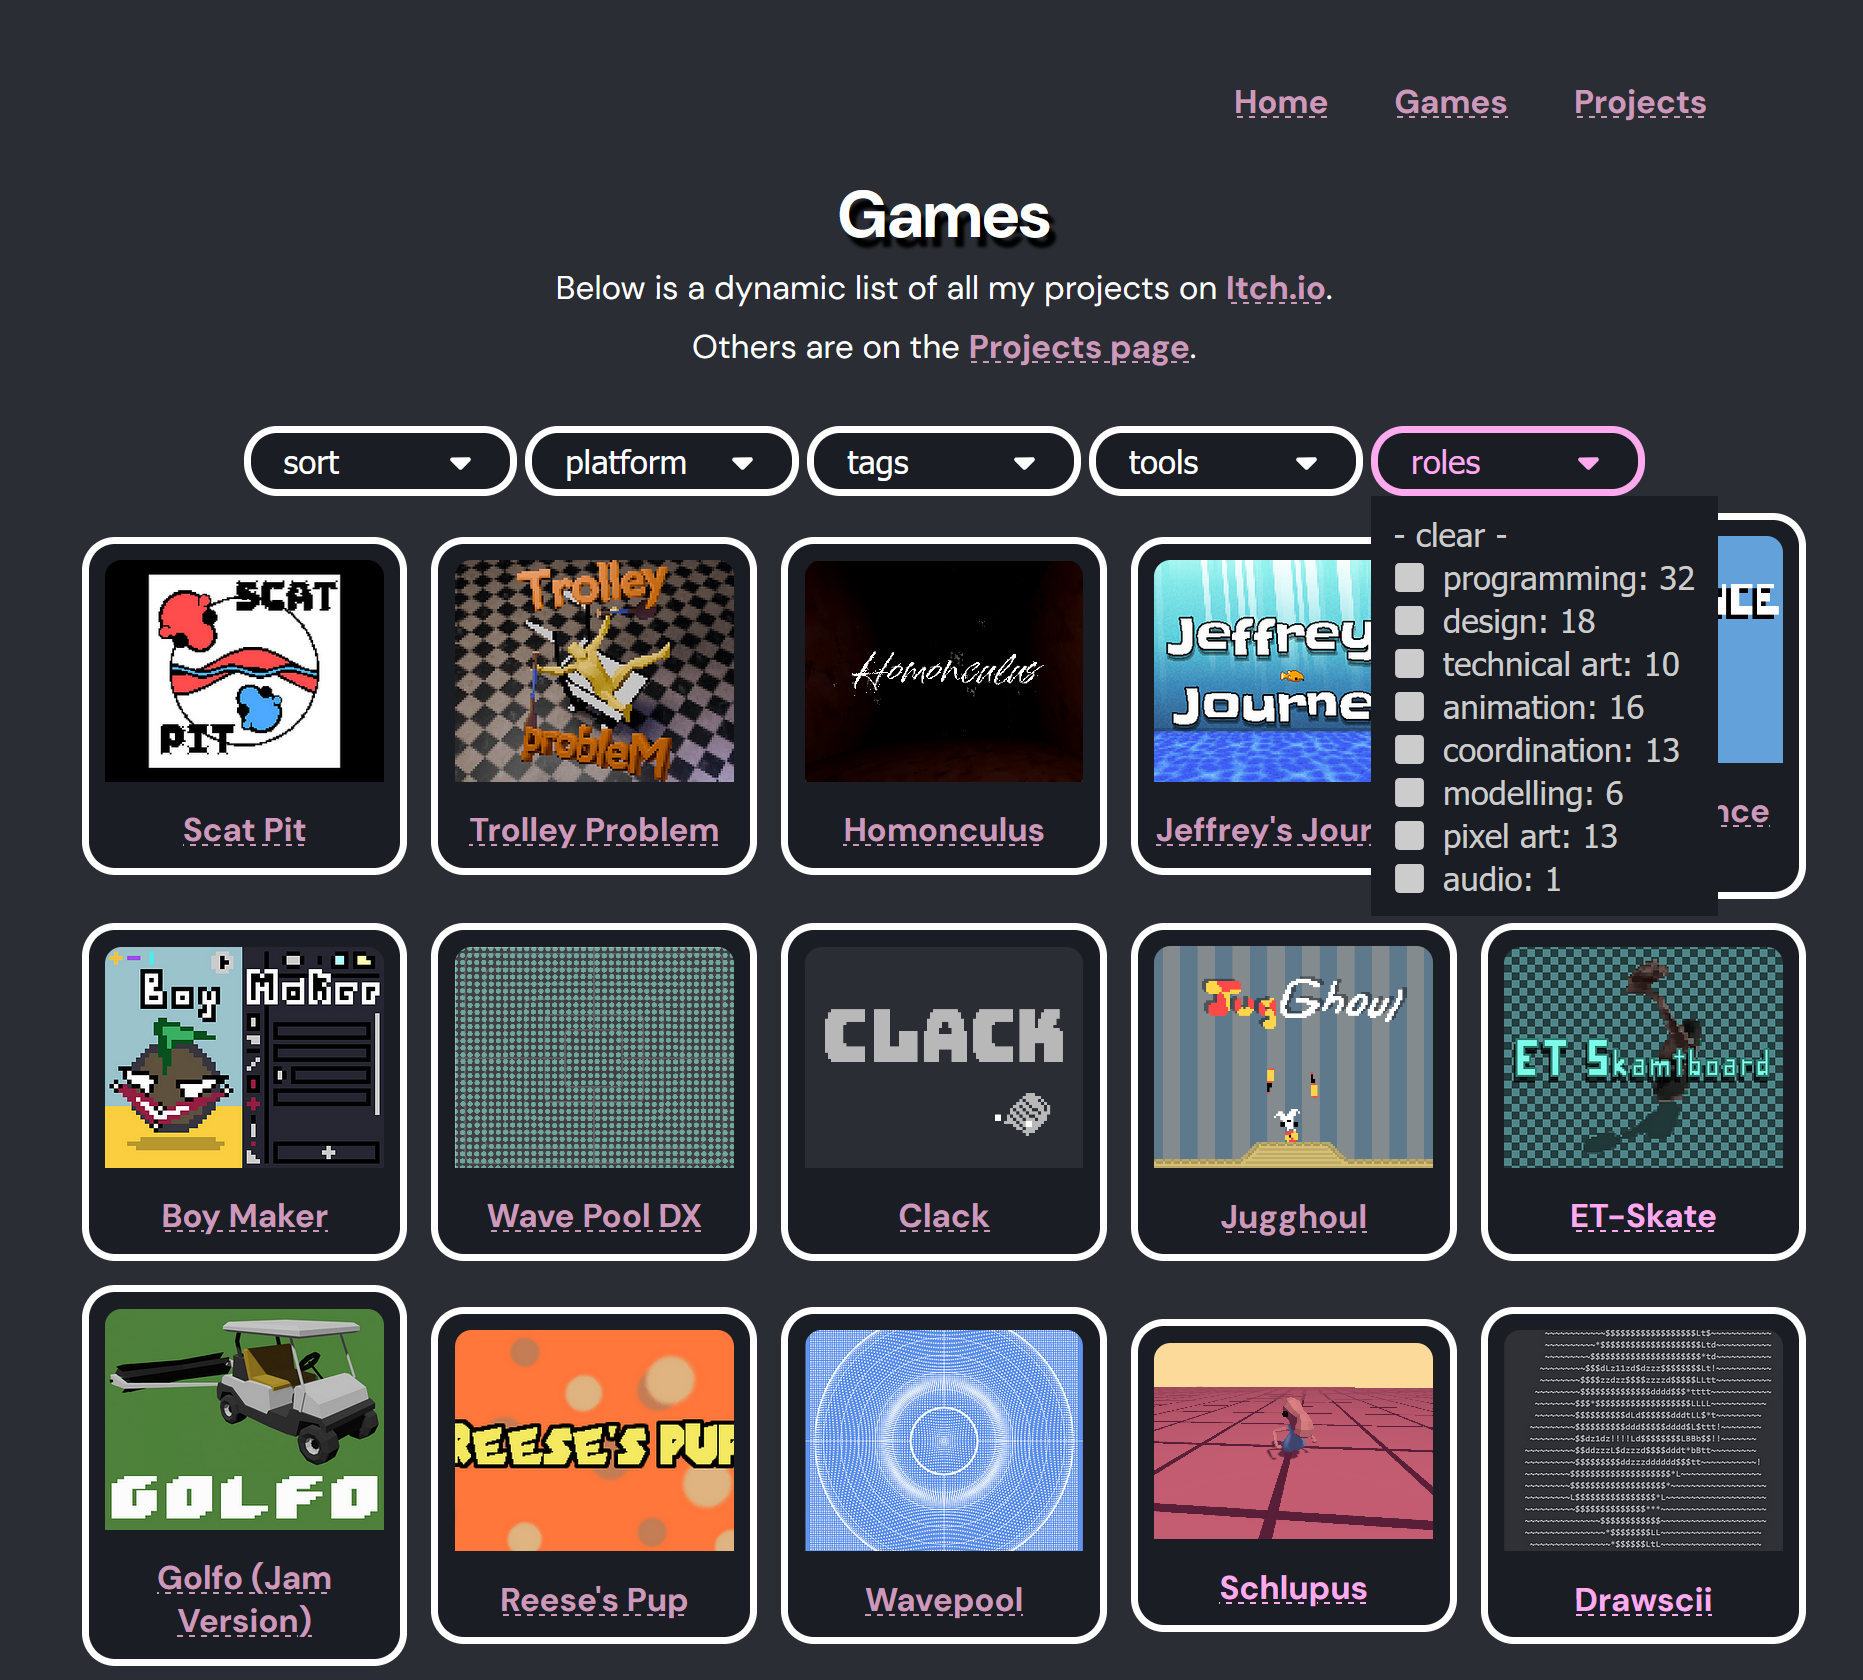 Home Games Projects
Games
Below is a dynamic list of all my projects on Itch.io.
Others are on the Projects page.
sort platform tags tools roles
- clear -
programming: 32
design: 18
technical art: 10
animation: 16
coordination: 13
modelling: 6
pixel art: 13
audio: 1
SCAT
PIT
Scat Pit
Trolley
problem
Trolley Problem
Homonculus
Homonculus
Jeffrey
Journe
Jeffrey's Jour
Boy Maker
Boy Maker
Wave Pool DX
CLACK
Clack
JugGhoul
Jugghoul
ET Skamtboard
ET-Skate
GOLFO
Golfo (Jam
Version)
REESE'S PUP
Reese's Pup
Wavepool
Schlupus
Drawscii